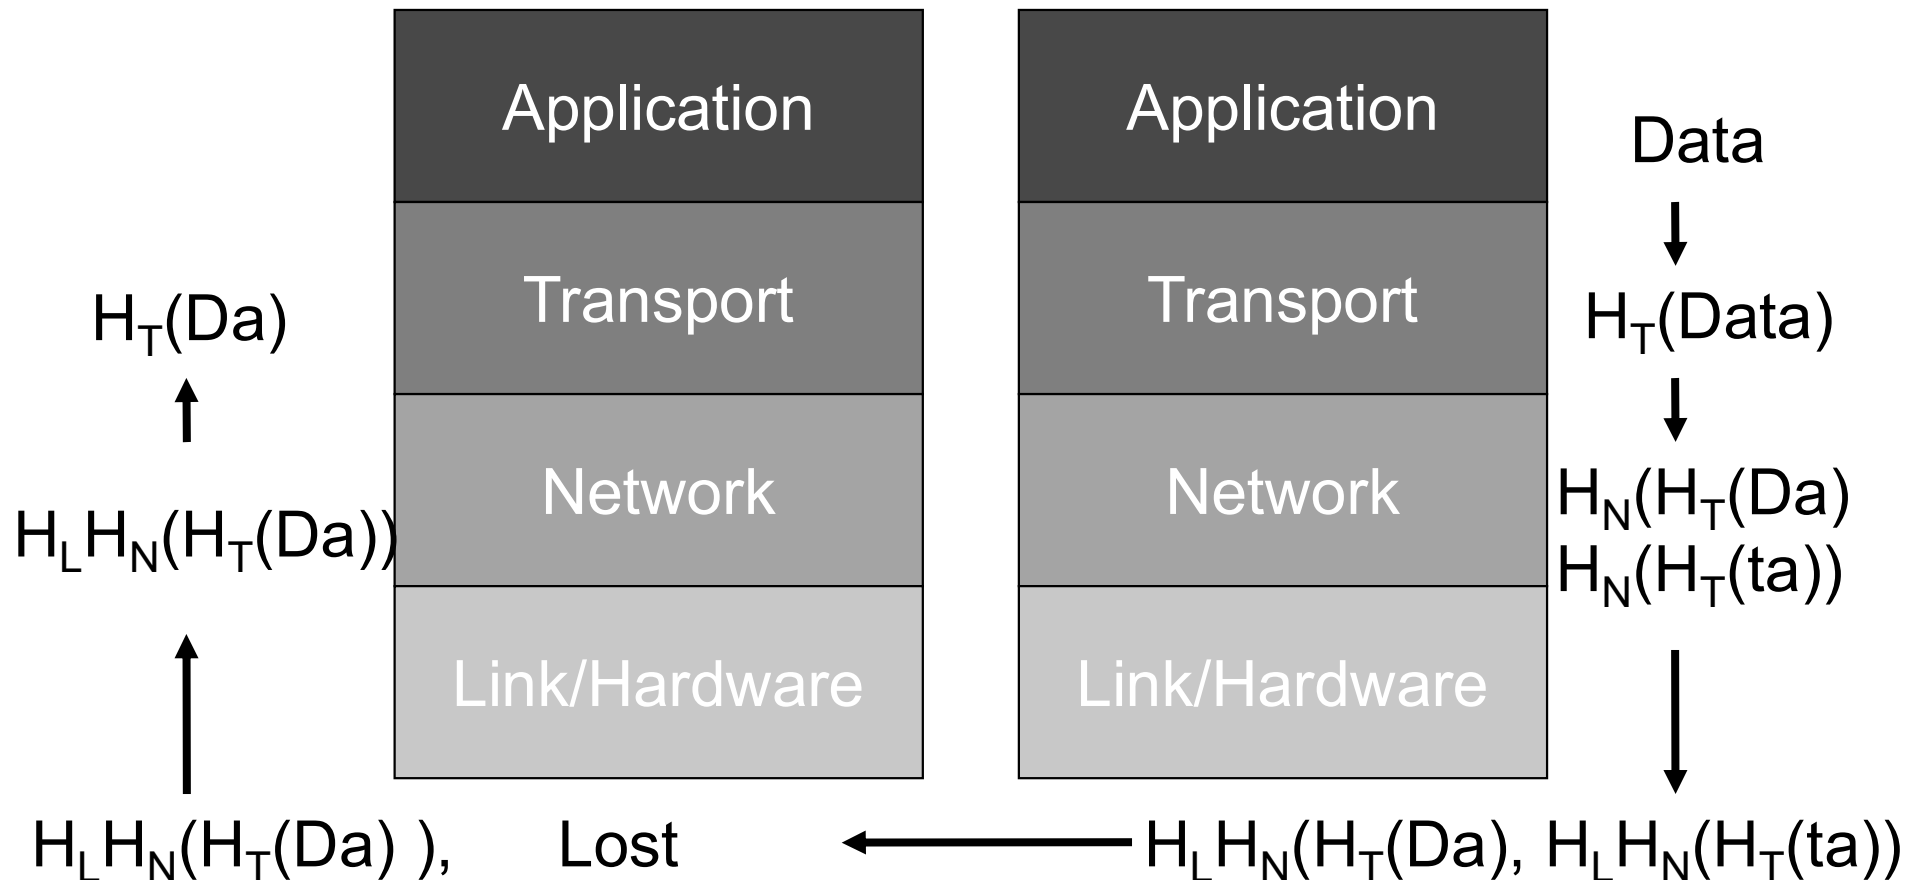 Application
Transport
Network
Link/Hardware
Application
Transport
Network
Link/Hardware
Data
H_T(Data)
H_N(H_T(Da)
H_N(H_T(ta))
H_LH_N(H_T(Da), H_LH_N(H_T(ta))
H_LH_N(H_T(Da) ), Lost
H_LH_N(H_T(Da))
H_T(Da)